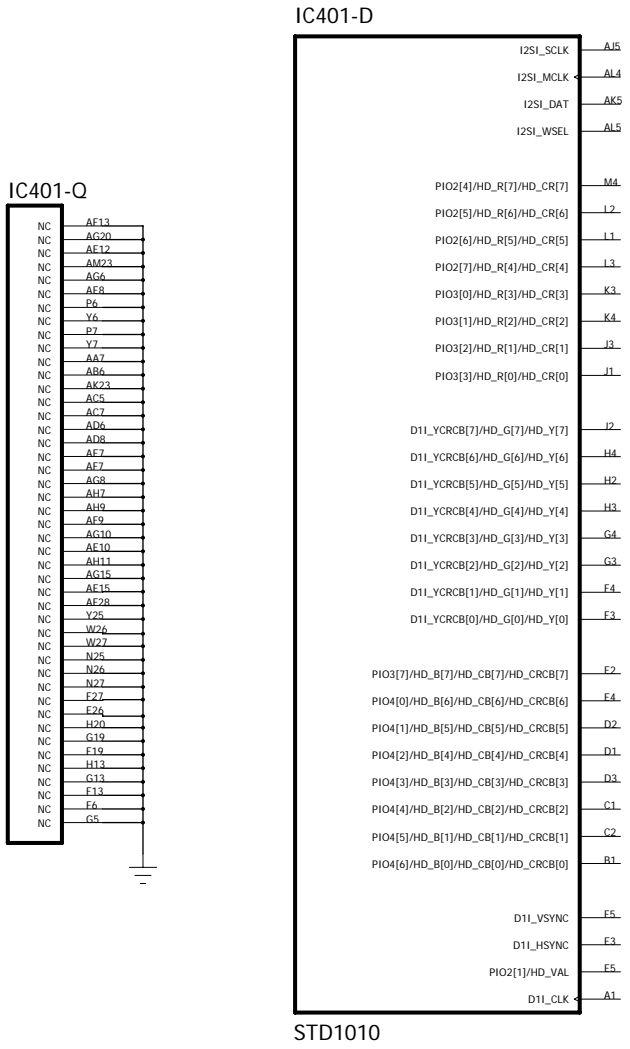 IC401-D
I2SI_SCLK AJ5
I2SI_MCLK AL4
I2SI_DAT AK5
I2SI_WSEL AL5
PIO2[4]/HD_R[7]/HD_CR[7] M4
PIO2[5]/HD_R[6]/HD_CR[6] L2
PIO2[6]/HD_R[5]/HD_CR[5] L1
PIO2[7]/HD_R[4]/HD_CR[4] L3
PIO3[0]/HD_R[3]/HD_CR[3] K3
PIO3[1]/HD_R[2]/HD_CR[2] K4
PIO3[2]/HD_R[1]/HD_CR[1] J3
PIO3[3]/HD_R[0]/HD_CR[0] J1
D1I_YCRCB[7]/HD_G[7]/HD_Y[7] J2
D1I_YCRCB[6]/HD_G[6]/HD_Y[6] H4
D1I_YCRCB[5]/HD_G[5]/HD_Y[5] H2
D1I_YCRCB[4]/HD_G[4]/HD_Y[4] H3
D1I_YCRCB[3]/HD_G[3]/HD_Y[3] G4
D1I_YCRCB[2]/HD_G[2]/HD_Y[2] G3
D1I_YCRCB[1]/HD_G[1]/HD_Y[1] F4
D1I_YCRCB[0]/HD_G[0]/HD_Y[0] F3
PIO3[7]/HD_B[7]/HD_CB[7]/HD_CRCB[7] E2
PIO4[0]/HD_B[6]/HD_CB[6]/HD_CRCB[6] E4
PIO4[1]/HD_B[5]/HD_CB[5]/HD_CRCB[5] D2
PIO4[2]/HD_B[4]/HD_CB[4]/HD_CRCB[4] D1
PIO4[3]/HD_B[3]/HD_CB[3]/HD_CRCB[3] D3
PIO4[4]/HD_B[2]/HD_CB[2]/HD_CRCB[2] C1
PIO4[5]/HD_B[1]/HD_CB[1]/HD_CRCB[1] C2
PIO4[6]/HD_B[0]/HD_CB[0]/HD_CRCB[0] B1
D1I_VSYNC F5
D1I_HSYNC E3
PIO2[1]/HD_VAL E5
D1I_CLK A1
STD1010
IC401-Q
NC AF13
NC AG20
NC AE12
NC AM23
NC AG6
NC AE8
NC P6
NC Y6
NC P7
NC Y7
NC AA7
NC AB6
NC AK23
NC AC5
NC AC7
NC AD6
NC AD8
NC AE7
NC AF7
NC AG8
NC AH7
NC AH9
NC AF9
NC AG10
NC AE10
NC AH11
NC AG15
NC AE15
NC AF28
NC Y25
NC W26
NC W27
NC N25
NC N26
NC N27
NC F27
NC E26
NC H20
NC G19
NC F19
NC H13
NC G13
NC F13
NC F6
NC G5